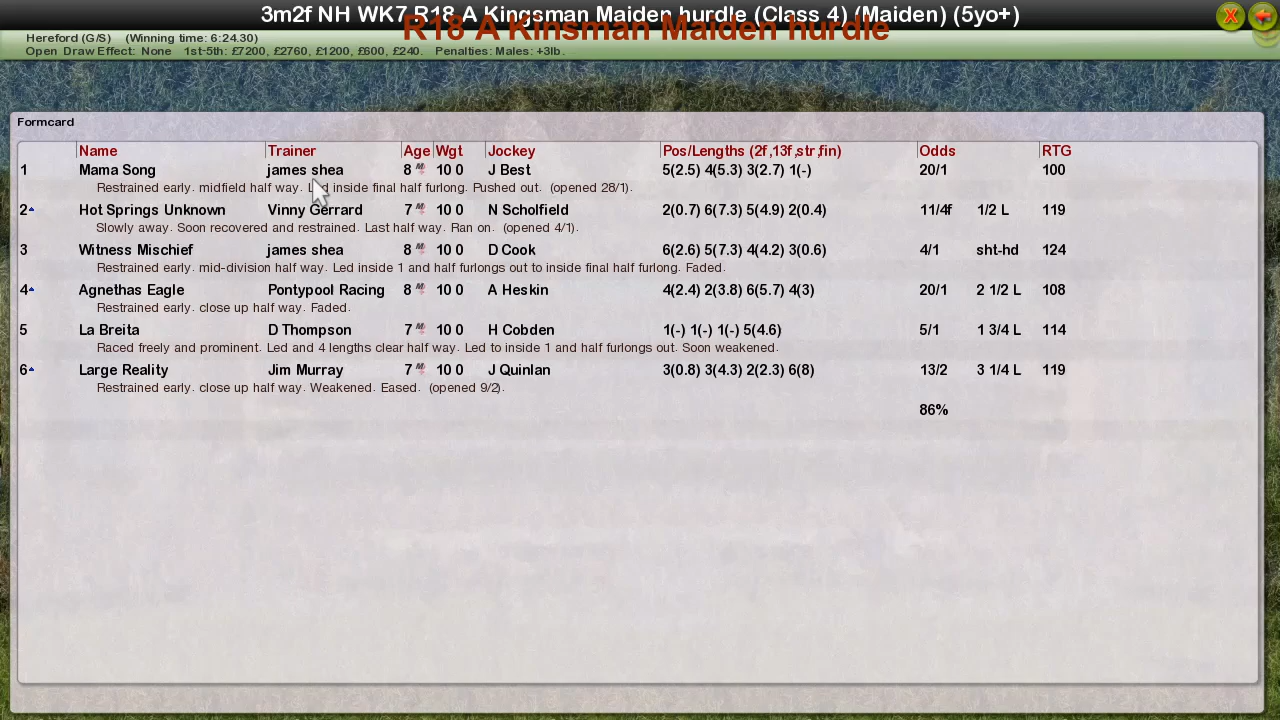 3m2f NH WK7 R18 A Kingsman Maiden hurdle (Class 4) (Maiden) (5yo+)
R18 A Kinsman Maiden hurdle
Hereford (G/S) (Winning time: 6:24.30)
Open Draw Effect: None 1st-5th: £7200, £2760, £1200, £600, £240. Penalties: Males: +3lb.
Formcard
Name Trainer Age Wgt Jockey Pos/Lengths (2f,13f,str,fin) Odds RTG
1 Mama Song james shea 8 10 0 J Best 5(2.5) 4(5.3) 3(2.7) 1(-) 20/1 100
Restrained early. midfield half way. Led inside final half furlong. Pushed out. (opened 28/1).
2 Hot Springs Unknown Vinny Gerrard 7 10 0 N Scholfield 2(0.7) 6(7.3) 5(4.9) 2(0.4) 11/4f 1/2 L 119
Slowly away. Soon recovered and restrained. Last half way. Ran on. (opened 4/1).
3 Witness Mischief james shea 8 10 0 D Cook 6(2.6) 5(7.3) 4(4.2) 3(0.6) 4/1 sht-hd 124
Restrained early. mid-division half way. Led inside 1 and half furlongs out to inside final half furlong. Faded.
4 Agnethas Eagle Pontypool Racing 8 10 0 A Heskin 4(2.4) 2(3.8) 6(5.7) 4(3) 20/1 2 1/2 L 108
Restrained early. close up half way. Faded.
5 La Breita D Thompson 7 10 0 H Cobden 1(-) 1(-) 1(-) 5(4.6) 5/1 1 3/4 L 114
Raced freely and prominent. Led and 4 lengths clear half way. Led to inside 1 and half furlongs out. Soon weakened.
6 Large Reality Jim Murray 7 10 0 J Quinlan 3(0.8) 3(4.3) 2(2.3) 6(8) 13/2 3 1/4 L 119
Restrained early. close up half way. Weakened. Eased. (opened 9/2).
86%